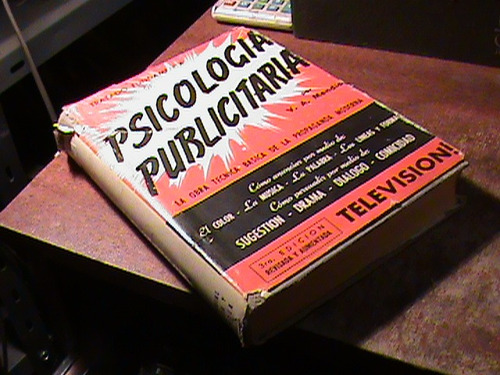 TRATADO
PSICOLOGIA
PUBLICITARIA
A. Mendiz
LA OBRA TECNICA BASICA DE LA PROPAGANDA MODERNA
Cómo anunciar por medio de
El COLOR - La MUSICA - La PALABRA - Las LINEAS Y FORMAS
Cómo persuadir por medio de
SUGESTION - DRAMA - DIALOGO - COMICIDAD
3ra. EDICION
REVISADA Y AUMENTADA
TELEVISION!